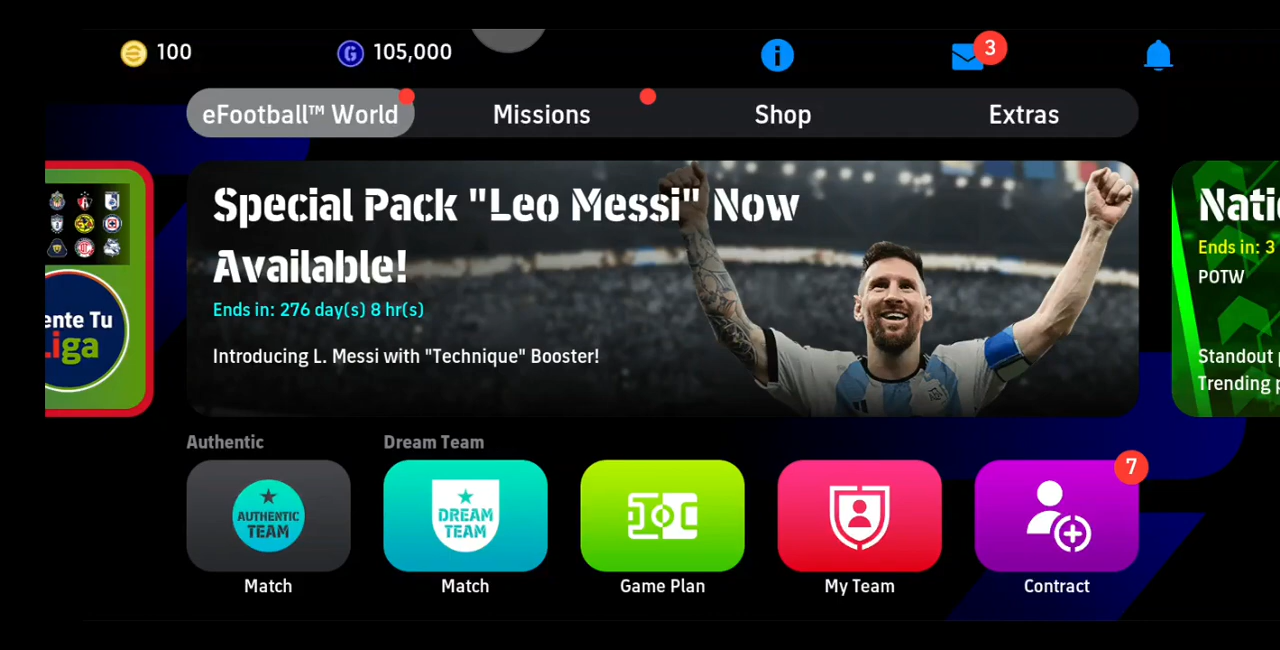 100
105,000
3
eFootball™ World
Missions
Shop
Extras
Special Pack "Leo Messi" Now
Available!
Ends in: 276 day(s) 8 hr(s)
Introducing L. Messi with "Technique" Booster!
ente Tu
Liga
Nati
Ends in: 3
POTW
Standout
Trending
Authentic
Dream Team
AUTHENTIC
TEAM
Match
DREAM
TEAM
Match
Game Plan
My Team
7
Contract